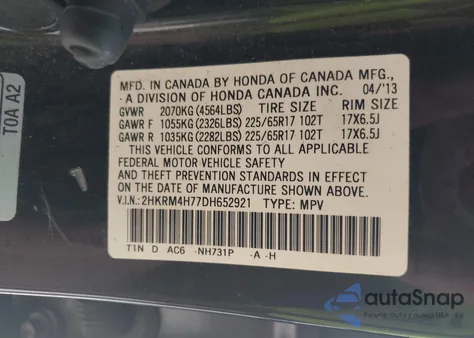 T0A A2
MFD. IN CANADA BY HONDA OF CANADA MFG.,
A DIVISION OF HONDA CANADA INC. 04/'13
GVWR 2070KG (4564LBS) TIRE SIZE RIM SIZE
GAWR F 1055KG (2326LBS) 225/65R17 102T 17X6.5J
GAWR R 1035KG (2282LBS) 225/65R17 102T 17X6.5J
THIS VEHICLE CONFORMS TO ALL APPLICABLE
FEDERAL MOTOR VEHICLE SAFETY
AND THEFT PREVENTION STANDARDS IN EFFECT ON
THE DATE OF MANUFACTURE SHOWN ABOVE.
V.I.N.: 2HKRM4H77DH652921 TYPE: MPV
T1N D AC6 -NH731P -A -H
autoSnap